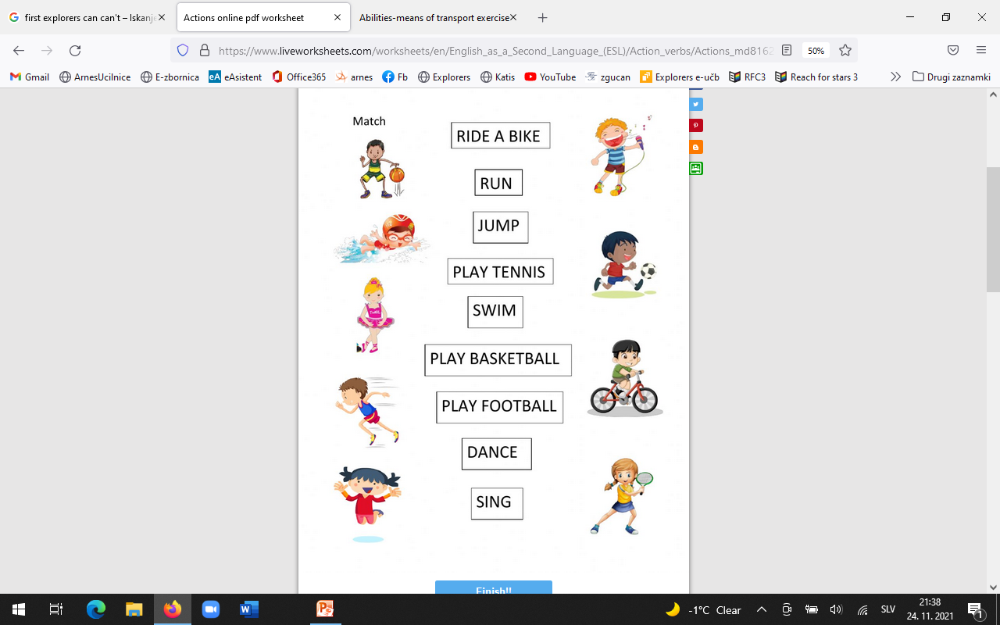 first explorers can can't – Iskanje
Actions online pdf worksheet
Abilities-means of transport exercise
https://www.liveworksheets.com/worksheets/en/English_as_a_Second_Language_(ESL)/Action_verbs/Actions_md8162
50%
Gmail
ArnesUcilnice
E-zbornica
eA eAsistent
Office365
arnes
Fb
Explorers
Katis
YouTube
zgucan
Explorers e-učb
RFC3
Reach for stars 3
Drugi zaznamki
Match
RIDE A BIKE
RUN
JUMP
PLAY TENNIS
SWIM
PLAY BASKETBALL
PLAY FOOTBALL
DANCE
SING
Finish!!
-1°C Clear
SLV
21:38
24. 11. 2021
1